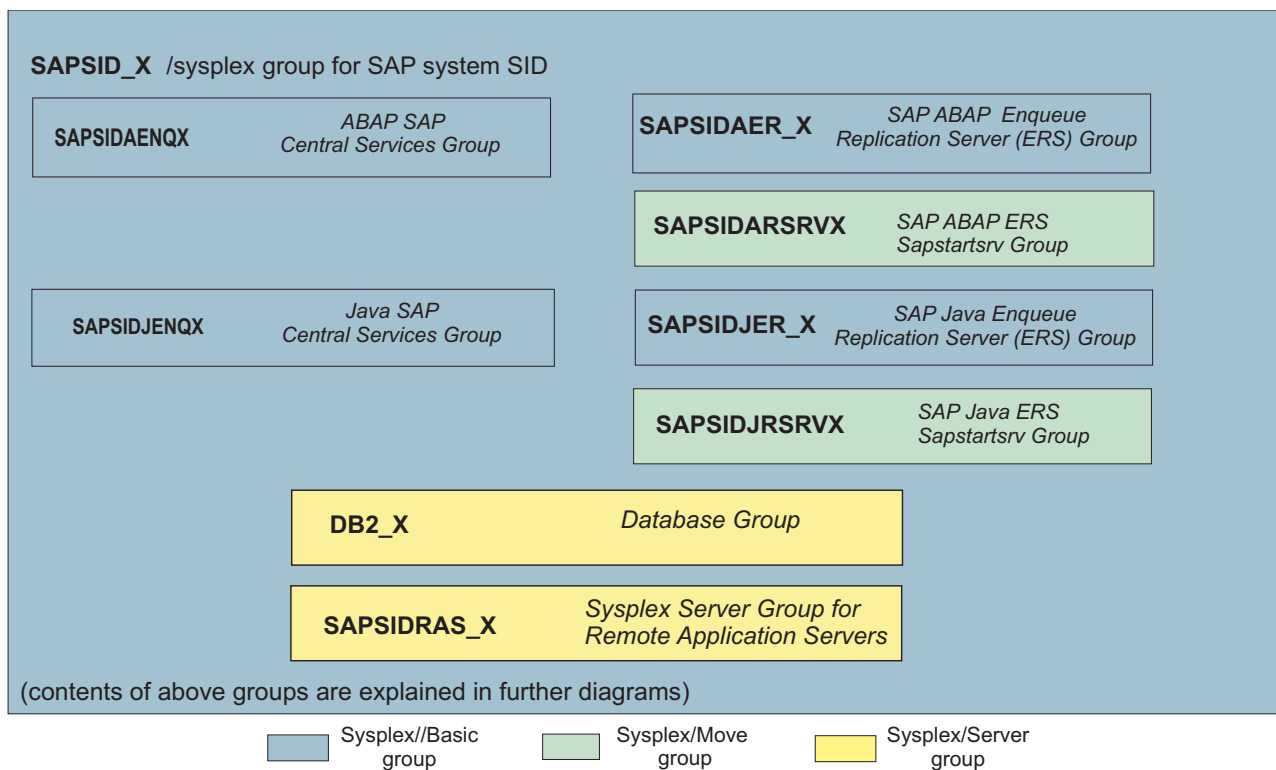 SAPSID_X /sysplex group for SAP system SID
SAPSIDAENQX
ABAP SAP
Central Services Group
SAPSIDAER_X
SAP ABAP Enqueue
Replication Server (ERS) Group
SAPSIDARSRVX
SAP ABAP ERS
Sapstartsrv Group
SAPSIDJENQX
Java SAP
Central Services Group
SAPSIDJER_X
SAP Java Enqueue
Replication Server (ERS) Group
SAPSIDJRSRVX
SAP Java ERS
Sapstartsrv Group
DB2_X
Database Group
SAPSIDRAS_X
Sysplex Server Group for
Remote Application Servers
(contents of above groups are explained in further diagrams)
Sysplex//Basic
group
Sysplex/Move
group
Sysplex/Server
group